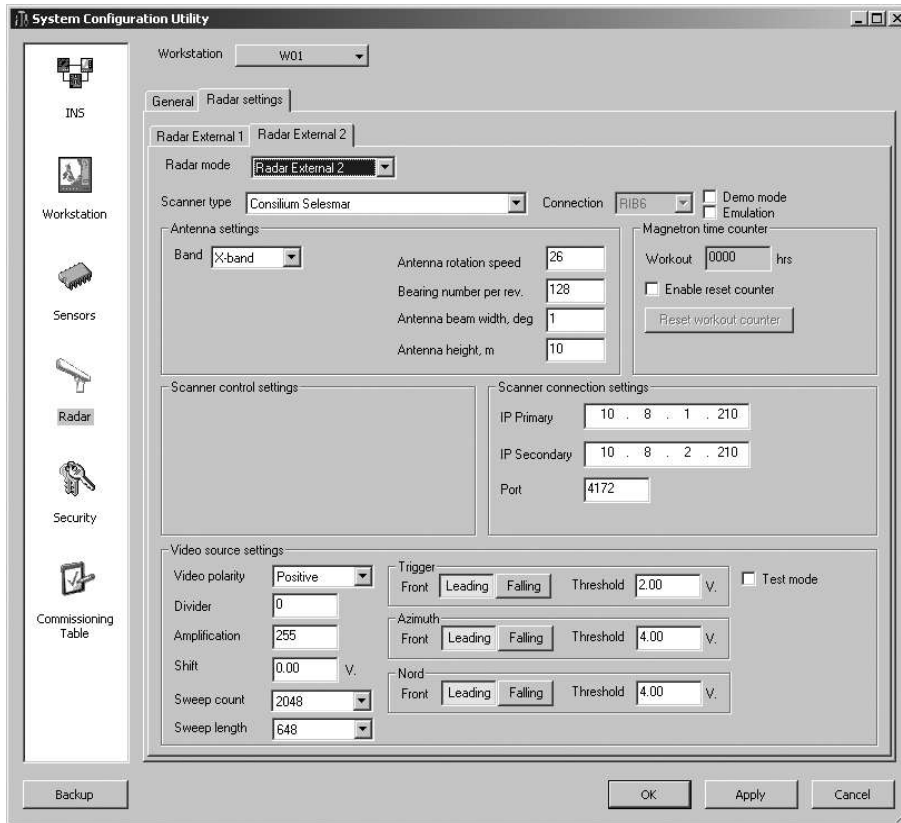 System Configuration Utility
INS
Workstation
Sensors
Radar
Security
Commissioning
Table
Workstation W01
General Radar settings
Radar External 1 Radar External 2
Radar mode Radar External 2
Scanner type Consilium Selesmar Connection RIB6 Demo mode
Emulation
Antenna settings
Band X-band
Antenna rotation speed 26
Bearing number per rev. 128
Antenna beam width, deg 1
Antenna height, m 10
Magnetron time counter
Workout 0000 hrs
Enable reset counter
Reset workout counter
Scanner control settings
Scanner connection settings
IP Primary 10 . 8 . 1 . 210
IP Secondary 10 . 8 . 2 . 210
Port 4172
Video source settings
Video polarity Positive
Divider 0
Amplification 255
Shift 0.00 V.
Sweep count 2048
Sweep length 648
Trigger
Front Leading Falling Threshold 2.00 V.
Azimuth
Front Leading Falling Threshold 4.00 V.
Nord
Front Leading Falling Threshold 4.00 V.
Test mode
Backup OK Apply Cancel